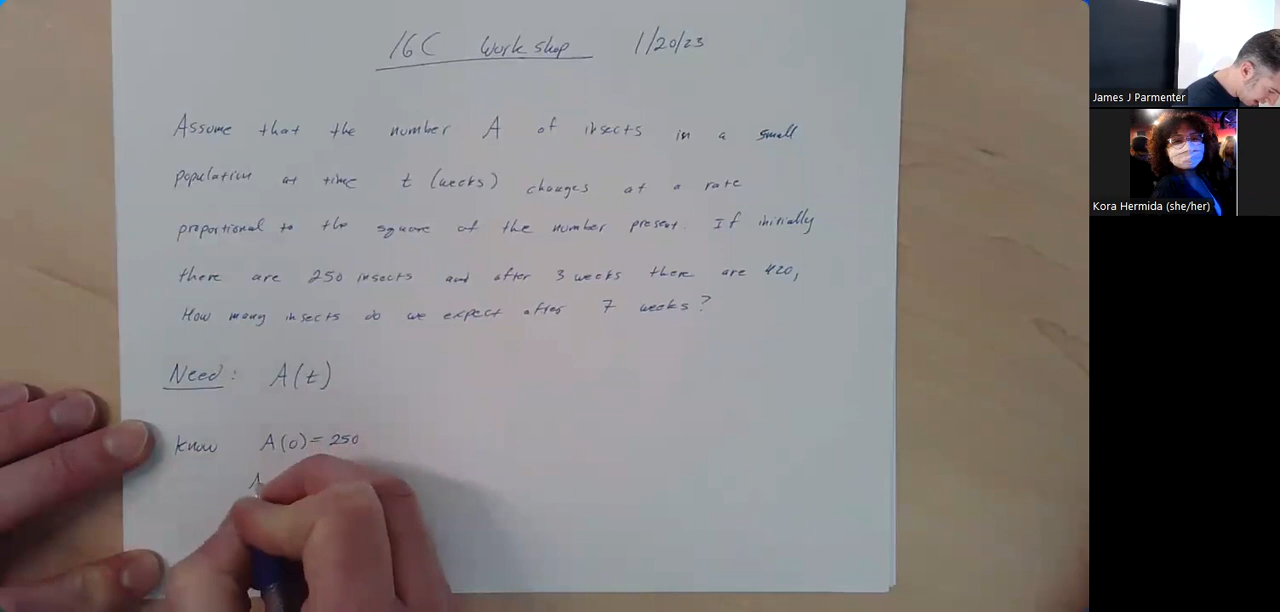 16C Workshop 1/20/23
Assume that the number A of insects in a small
population at time t (weeks) changes at a rate
proportional to the square of the number present. If initially
there are 250 insects and after 3 weeks there are 420,
How many insects do we expect after 7 weeks?
Need: A(t)
know A(0) = 250
A
James J Parmenter
Kora Hermida (she/her)